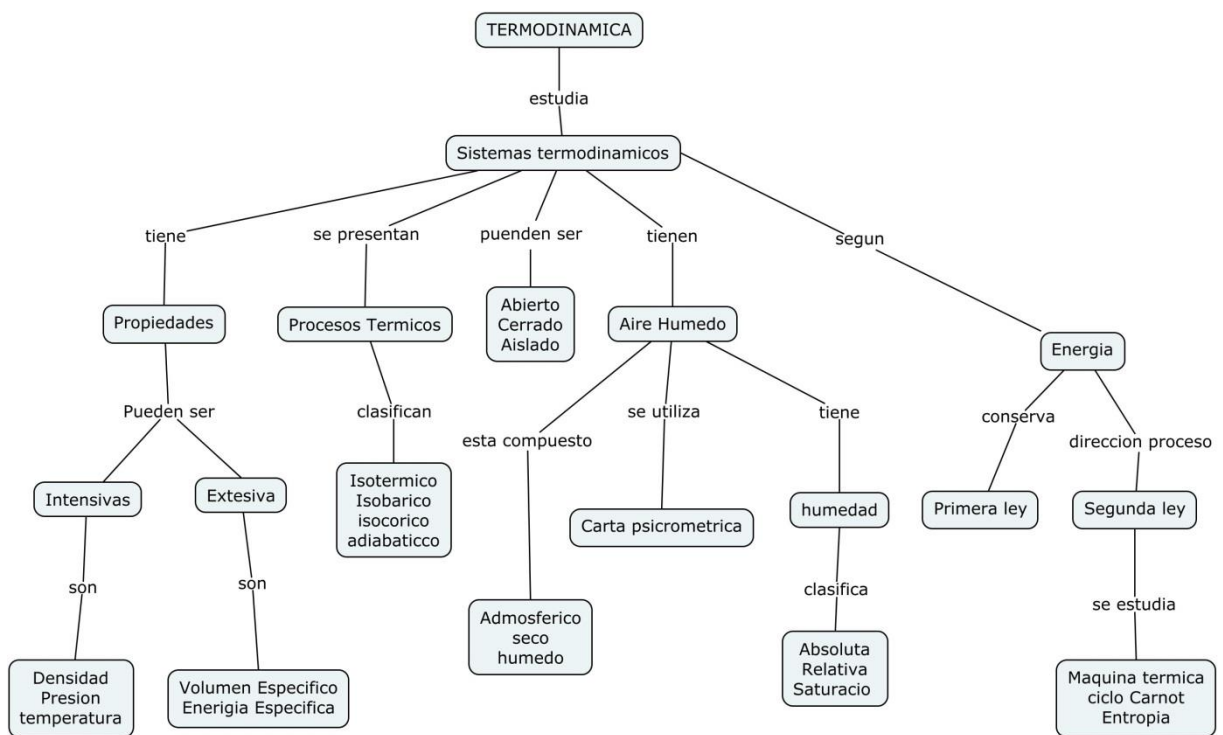 TERMODINAMICA
estudia
Sistemas termodinamicos
tiene
se presentan
puenden ser
tienen
segun
Propiedades
Procesos Termicos
Abierto
Cerrado
Aislado
Aire Humedo
Energia
Pueden ser
clasifican
esta compuesto
se utiliza
tiene
conserva
direccion proceso
Intensivas
Extesiva
Isotermico
Isobarico
isocorico
adiabaticco
Carta psicrometrica
humedad
Primera ley
Segunda ley
son
son
clasifica
se estudia
Densidad
Presion
temperatura
Volumen Especifico
Enerigia Especifica
Admosferico
seco
humedo
Absoluta
Relativa
Saturacio
Maquina termica
ciclo Carnot
Entropia